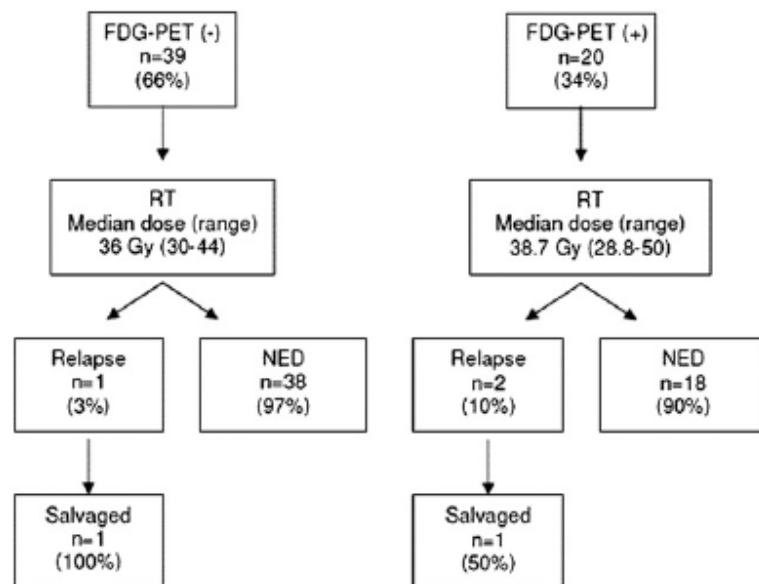 FDG-PET (-)
n=39
(66%)
FDG-PET (+)
n=20
(34%)
RT
Median dose (range)
36 Gy (30-44)
RT
Median dose (range)
38.7 Gy (28.8-50)
Relapse
n=1
(3%)
NED
n=38
(97%)
Relapse
n=2
(10%)
NED
n=18
(90%)
Salvaged
n=1
(100%)
Salvaged
n=1
(50%)